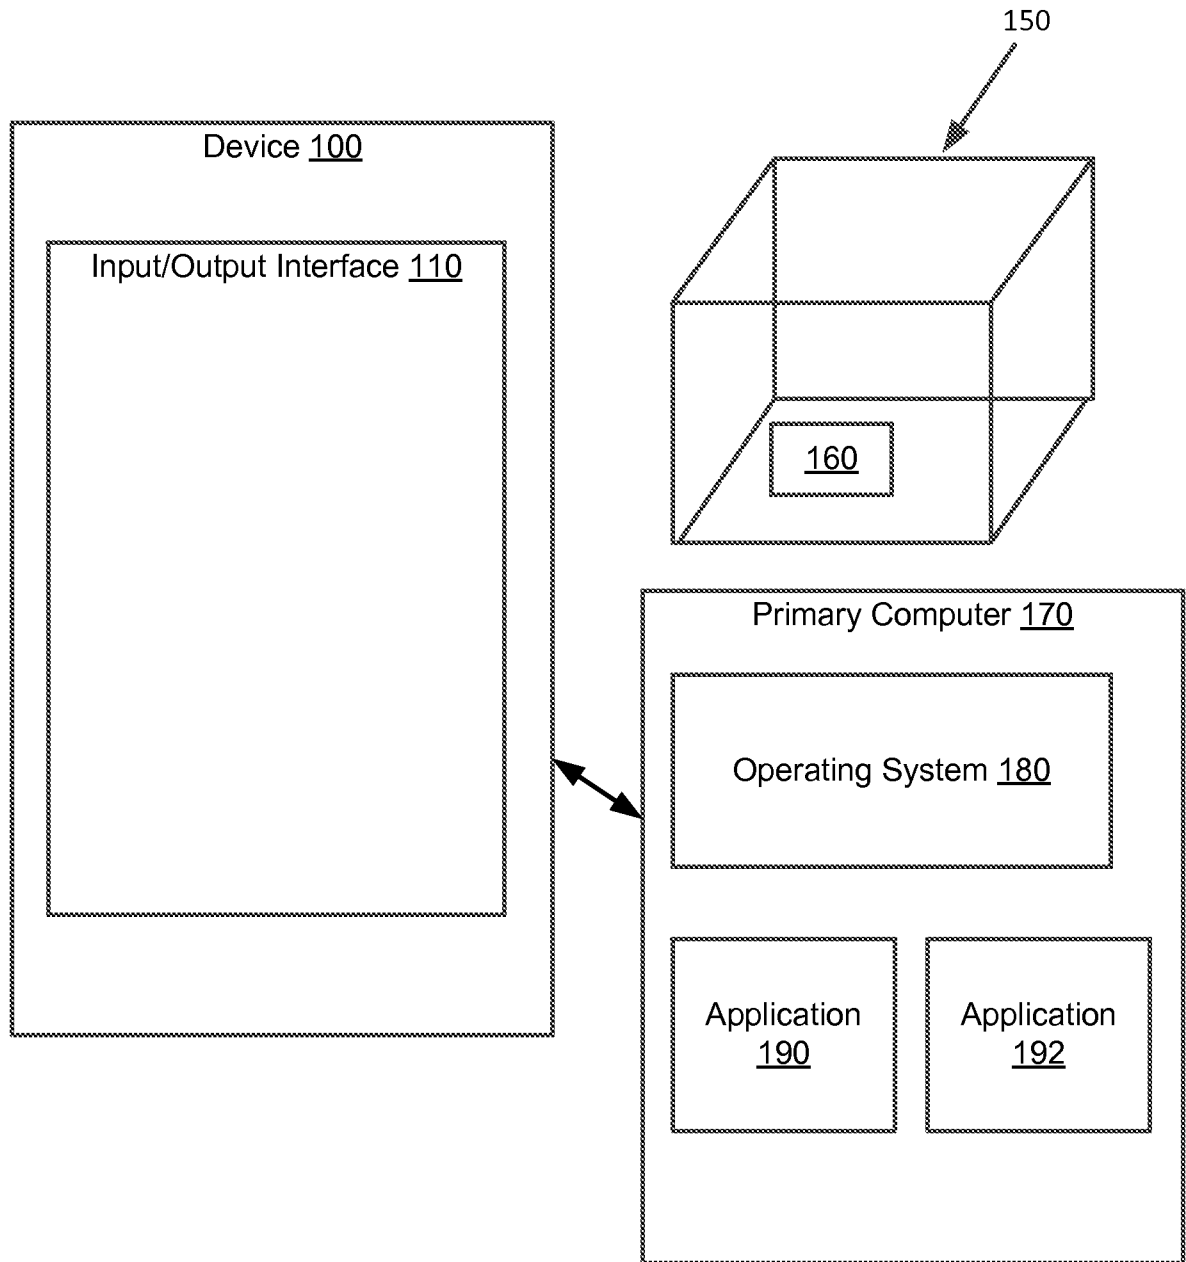 150
Device 100
Input/Output Interface 110
160
Primary Computer 170
Operating System 180
Application
190
Application
192